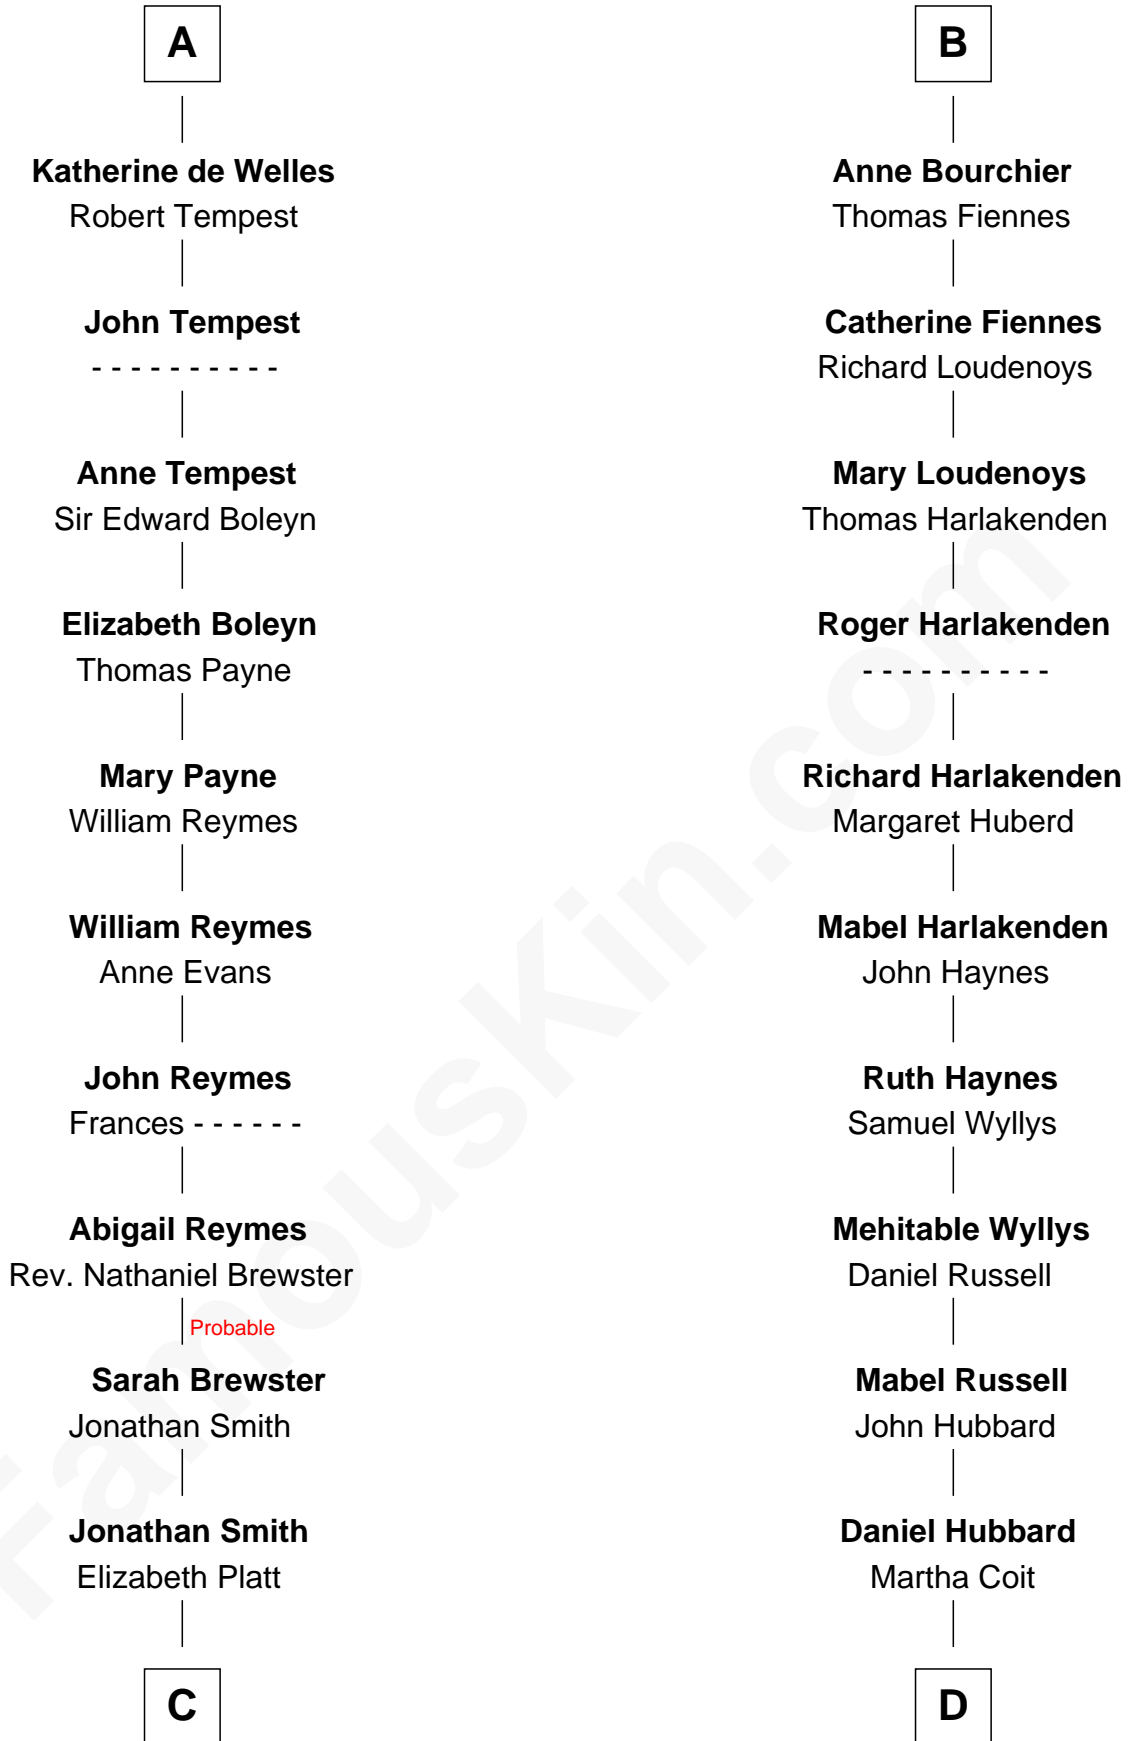 A
Katherine de Welles
Robert Tempest
John Tempest
- - - - - - - - - -
Anne Tempest
Sir Edward Boleyn
Elizabeth Boleyn
Thomas Payne
Mary Payne
William Reymes
William Reymes
Anne Evans
John Reymes
Frances - - - - - -
Abigail Reymes
Rev. Nathaniel Brewster
Probable
Sarah Brewster
Jonathan Smith
Jonathan Smith
Elizabeth Platt
C
B
Anne Bourchier
Thomas Fiennes
Catherine Fiennes
Richard Loudenoys
Mary Loudenoys
Thomas Harlakenden
Roger Harlakenden
- - - - - - - - - -
Richard Harlakenden
Margaret Huberd
Mabel Harlakenden
John Haynes
Ruth Haynes
Samuel Wyllys
Mehitable Wyllys
Daniel Russell
Mabel Russell
John Hubbard
Daniel Hubbard
Martha Coit
D
FamousKin.com